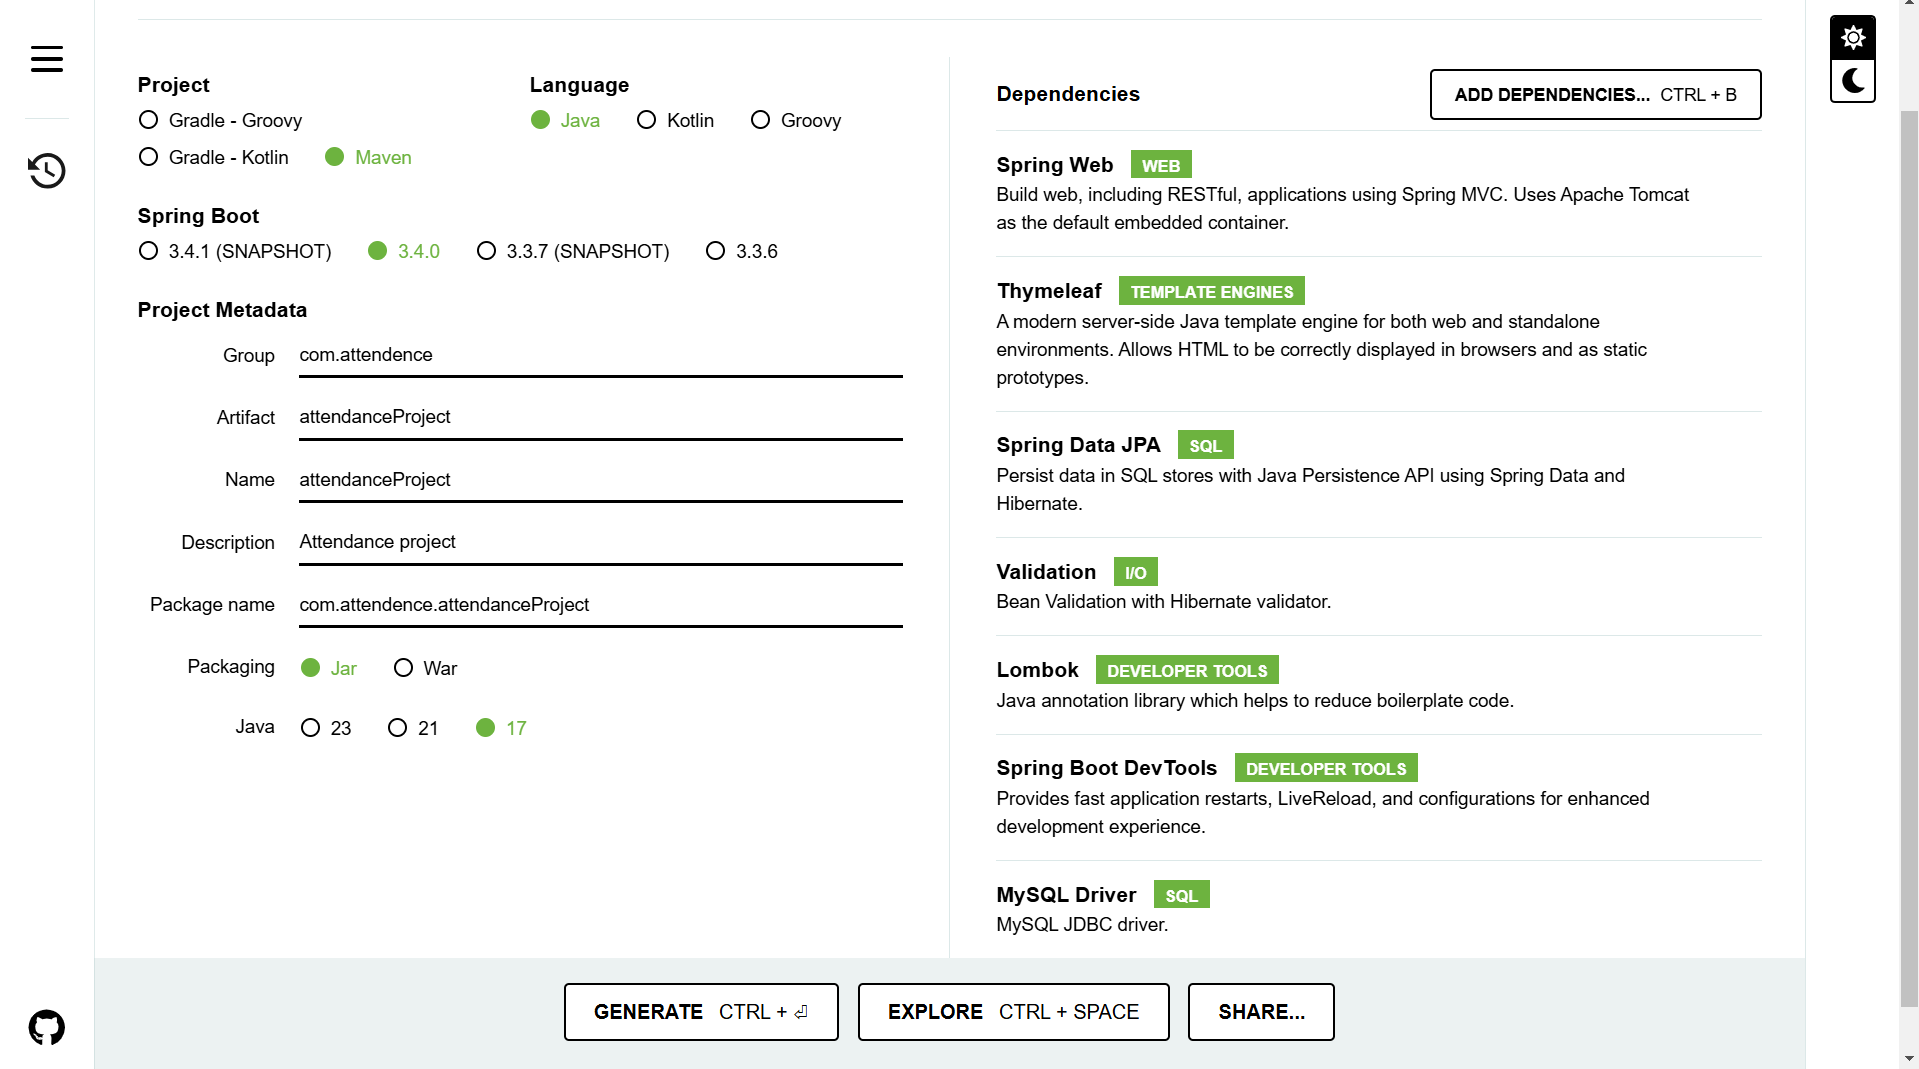 Project
Gradle - Groovy
Gradle - Kotlin
Maven
Language
Java
Kotlin
Groovy
Spring Boot
3.4.1 (SNAPSHOT)
3.4.0
3.3.7 (SNAPSHOT)
3.3.6
Project Metadata
Group
com.attendence
Artifact
attendanceProject
Name
attendanceProject
Description
Attendance project
Package name
com.attendence.attendanceProject
Packaging
Jar
War
Java
23
21
17
Dependencies
ADD DEPENDENCIES... CTRL + B
Spring Web WEB
Build web, including RESTful, applications using Spring MVC. Uses Apache Tomcat
as the default embedded container.
Thymeleaf TEMPLATE ENGINES
A modern server-side Java template engine for both web and standalone
environments. Allows HTML to be correctly displayed in browsers and as static
prototypes.
Spring Data JPA SQL
Persist data in SQL stores with Java Persistence API using Spring Data and
Hibernate.
Validation I/O
Bean Validation with Hibernate validator.
Lombok DEVELOPER TOOLS
Java annotation library which helps to reduce boilerplate code.
Spring Boot DevTools DEVELOPER TOOLS
Provides fast application restarts, LiveReload, and configurations for enhanced
development experience.
MySQL Driver SQL
MySQL JDBC driver.
GENERATE CTRL + ⏎
EXPLORE CTRL + SPACE
SHARE...